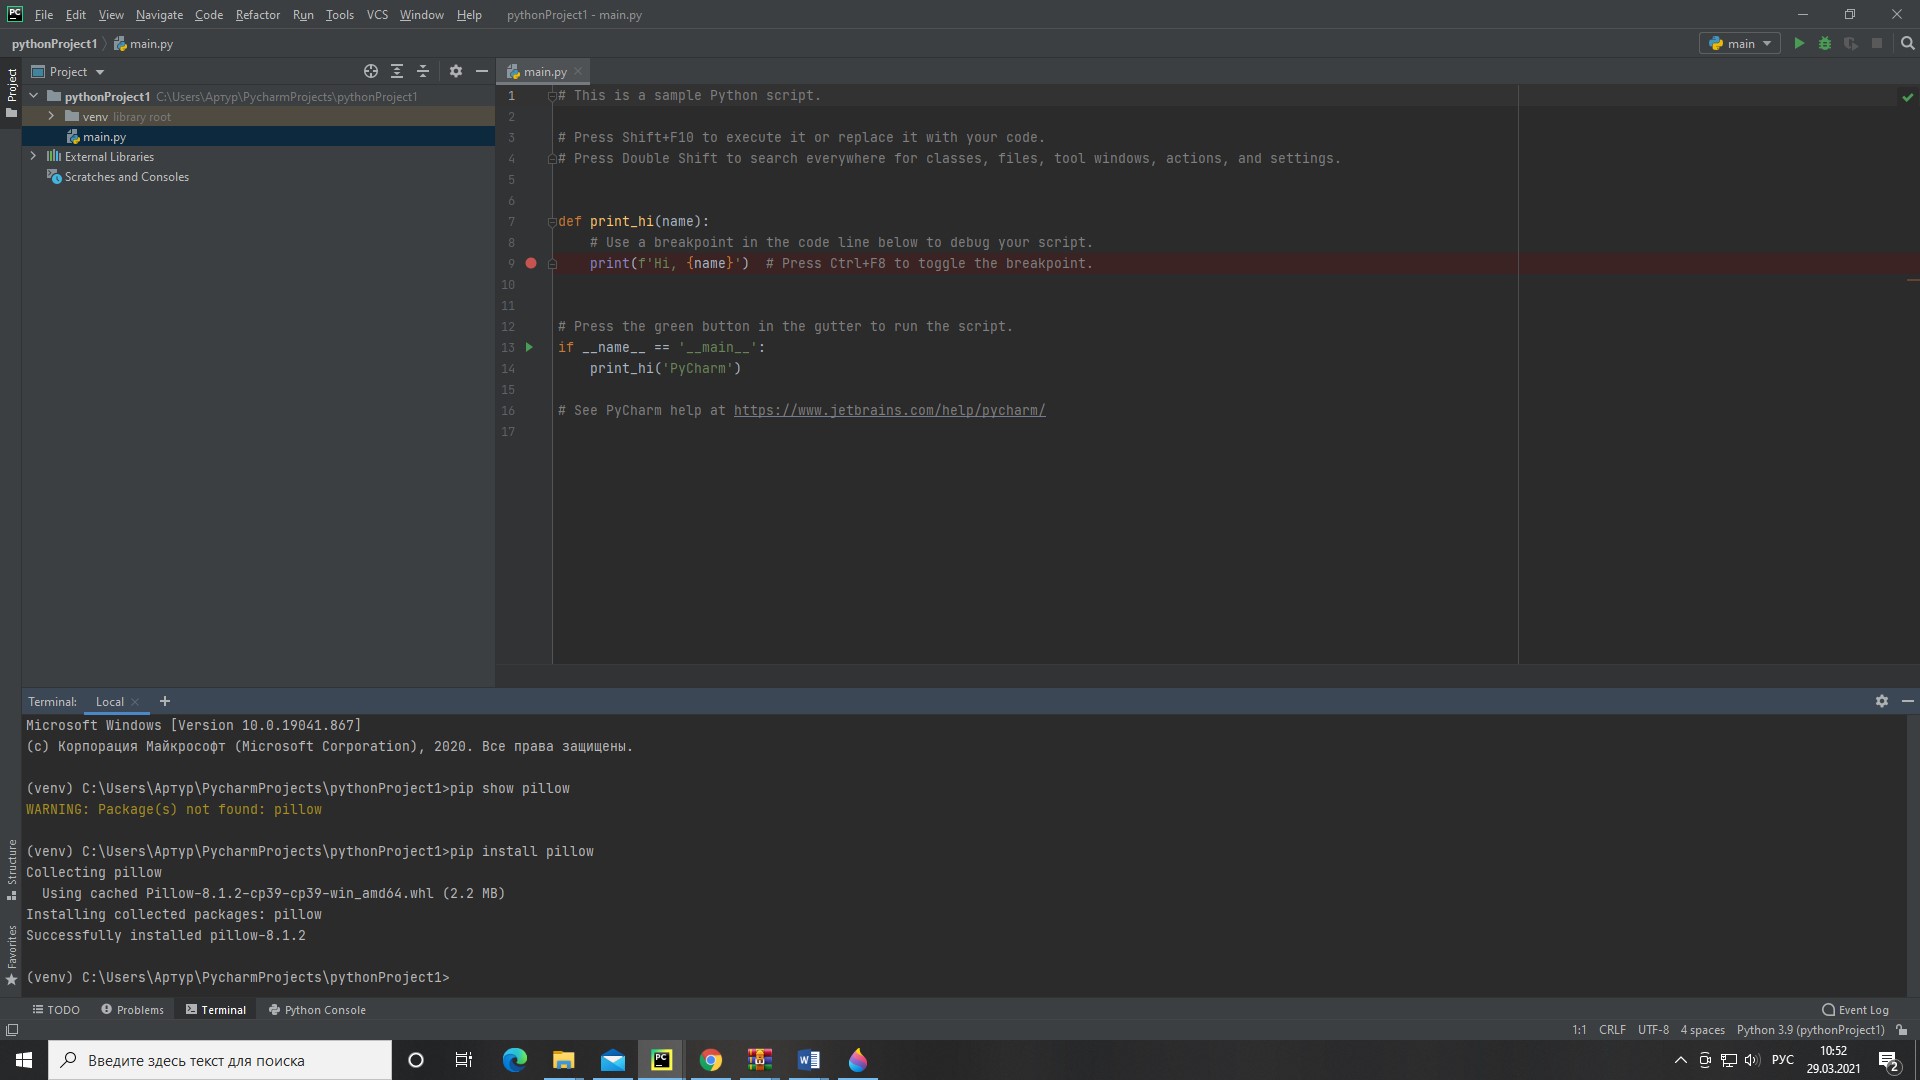 PC File Edit View Navigate Code Refactor Run Tools VCS Window Help pythonProject1 - main.py
pythonProject1 main.py main
Project
Project
main.py
pythonProject1 C:\Users\Артур\PycharmProjects\pythonProject1
venv library root
main.py
External Libraries
Scratches and Consoles
1 # This is a sample Python script.
2
3 # Press Shift+F10 to execute it or replace it with your code.
4 # Press Double Shift to search everywhere for classes, files, tool windows, actions, and settings.
5
6
7 def print_hi(name):
8 # Use a breakpoint in the code line below to debug your script.
9 print(f'Hi, {name}')  # Press Ctrl+F8 to toggle the breakpoint.
10
11
12 # Press the green button in the gutter to run the script.
13 if __name__ == '__main__':
14 print_hi('PyCharm')
15
16 # See PyCharm help at https://www.jetbrains.com/help/pycharm/
17
Terminal: Local
Microsoft Windows [Version 10.0.19041.867]
(c) Корпорация Майкрософт (Microsoft Corporation), 2020. Все права защищены.
(venv) C:\Users\Артур\PycharmProjects\pythonProject1>pip show pillow
WARNING: Package(s) not found: pillow
(venv) C:\Users\Артур\PycharmProjects\pythonProject1>pip install pillow
Collecting pillow
Using cached Pillow-8.1.2-cp39-cp39-win_amd64.whl (2.2 MB)
Installing collected packages: pillow
Successfully installed pillow-8.1.2
(venv) C:\Users\Артур\PycharmProjects\pythonProject1>
Structure
Favorites
TODO Problems Terminal Python Console Event Log
1:1 CRLF UTF-8 4 spaces Python 3.9 (pythonProject1)
Введите здесь текст для поиска
PC
W
РУС
10:52
29.03.2021
2